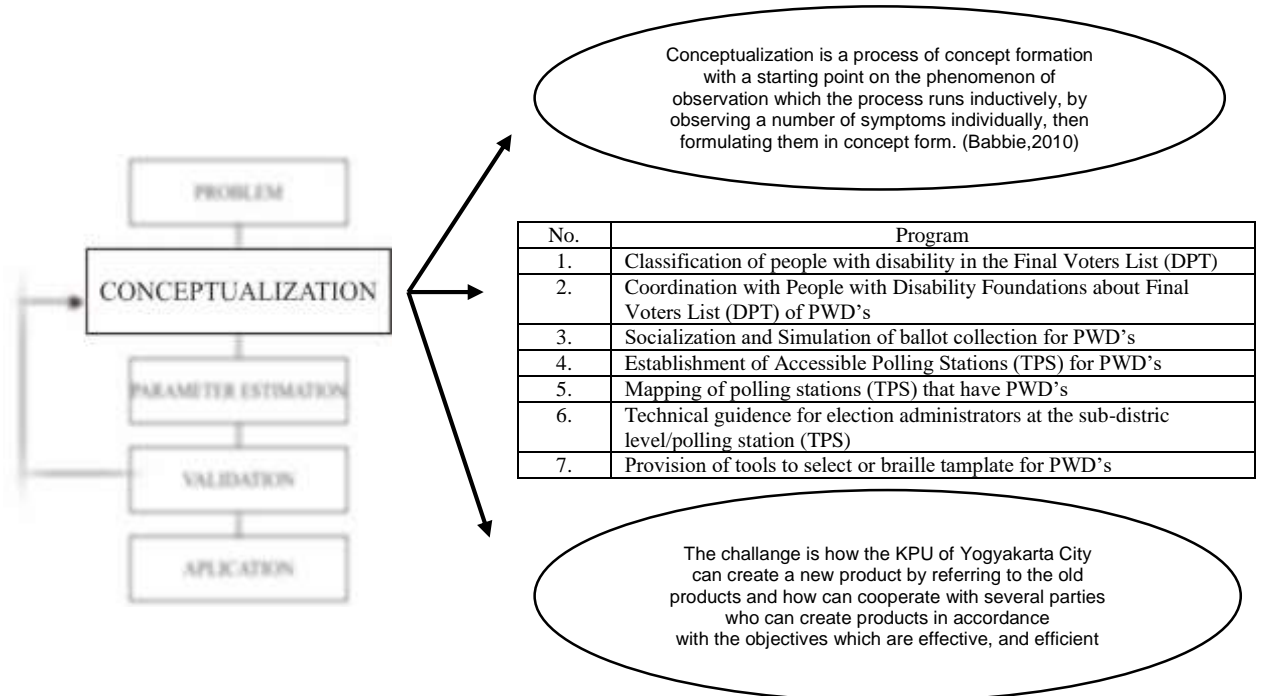 Conceptualization is a process of concept formation
with a starting point on the phenomenon of
observation which the process runs inductively, by
observing a number of symptoms individually, then
formulating them in concept form. (Babbie,2010)
PROBLEM
CONCEPTUALIZATION
PARAMETER ESTIMATION
VALIDATION
APLICATION
No. Program
1. Classification of people with disability in the Final Voters List (DPT)
2. Coordination with People with Disability Foundations about Final
Voters List (DPT) of PWD’s
3. Socialization and Simulation of ballot collection for PWD’s
4. Establishment of Accessible Polling Stations (TPS) for PWD’s
5. Mapping of polling stations (TPS) that have PWD’s
6. Technical guidence for election administrators at the sub-distric
level/polling station (TPS)
7. Provision of tools to select or braille tamplate for PWD’s
The challange is how the KPU of Yogyakarta City
can create a new product by referring to the old
products and how can cooperate with several parties
who can create products in accordance
with the objectives which are effective, and efficient